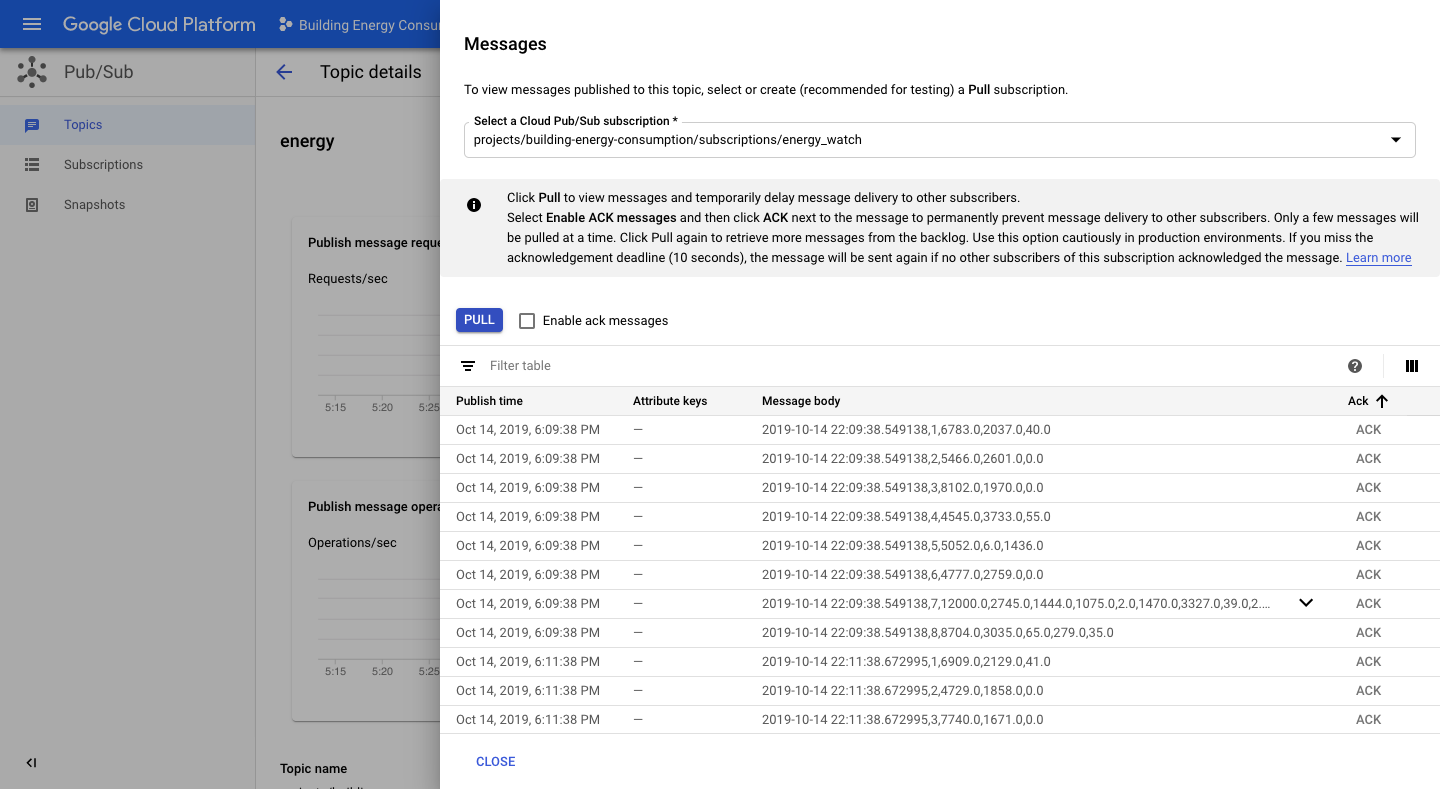 Google Cloud Platform
Building Energy Consu
Pub/Sub
Topic details
Topics
Subscriptions
Snapshots
energy
Publish message reque
Requests/sec
5:15 5:20 5:25
Publish message opera
Operations/sec
5:15 5:20 5:25
Topic name
Messages
To view messages published to this topic, select or create (recommended for testing) a Pull subscription.
Select a Cloud Pub/Sub subscription *
projects/building-energy-consumption/subscriptions/energy_watch
Click Pull to view messages and temporarily delay message delivery to other subscribers.
Select Enable ACK messages and then click ACK next to the message to permanently prevent message delivery to other subscribers. Only a few messages will
be pulled at a time. Click Pull again to retrieve more messages from the backlog. Use this option cautiously in production environments. If you miss the
acknowledgement deadline (10 seconds), the message will be sent again if no other subscribers of this subscription acknowledged the message. Learn more
PULL Enable ack messages
Filter table
Publish time Attribute keys Message body Ack
Oct 14, 2019, 6:09:38 PM — 2019-10-14 22:09:38.549138,1,6783.0,2037.0,40.0 ACK
Oct 14, 2019, 6:09:38 PM — 2019-10-14 22:09:38.549138,2,5466.0,2601.0,0.0 ACK
Oct 14, 2019, 6:09:38 PM — 2019-10-14 22:09:38.549138,3,8102.0,1970.0,0.0 ACK
Oct 14, 2019, 6:09:38 PM — 2019-10-14 22:09:38.549138,4,4545.0,3733.0,55.0 ACK
Oct 14, 2019, 6:09:38 PM — 2019-10-14 22:09:38.549138,5,5052.0,6.0,1436.0 ACK
Oct 14, 2019, 6:09:38 PM — 2019-10-14 22:09:38.549138,6,4777.0,2759.0,0.0 ACK
Oct 14, 2019, 6:09:38 PM — 2019-10-14 22:09:38.549138,7,12000.0,2745.0,1444.0,1075.0,2.0,1470.0,3327.0,39.0,2.... ACK
Oct 14, 2019, 6:09:38 PM — 2019-10-14 22:09:38.549138,8,8704.0,3035.0,65.0,279.0,35.0 ACK
Oct 14, 2019, 6:11:38 PM — 2019-10-14 22:11:38.672995,1,6909.0,2129.0,41.0 ACK
Oct 14, 2019, 6:11:38 PM — 2019-10-14 22:11:38.672995,2,4729.0,1858.0,0.0 ACK
Oct 14, 2019, 6:11:38 PM — 2019-10-14 22:11:38.672995,3,7740.0,1671.0,0.0 ACK
CLOSE